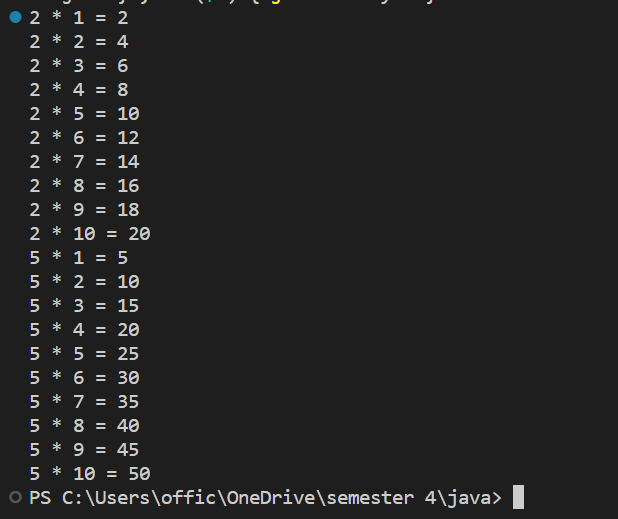 2 * 1 = 2
2 * 2 = 4
2 * 3 = 6
2 * 4 = 8
2 * 5 = 10
2 * 6 = 12
2 * 7 = 14
2 * 8 = 16
2 * 9 = 18
2 * 10 = 20
5 * 1 = 5
5 * 2 = 10
5 * 3 = 15
5 * 4 = 20
5 * 5 = 25
5 * 6 = 30
5 * 7 = 35
5 * 8 = 40
5 * 9 = 45
5 * 10 = 50
PS C:\Users\offic\OneDrive\semester 4\java>